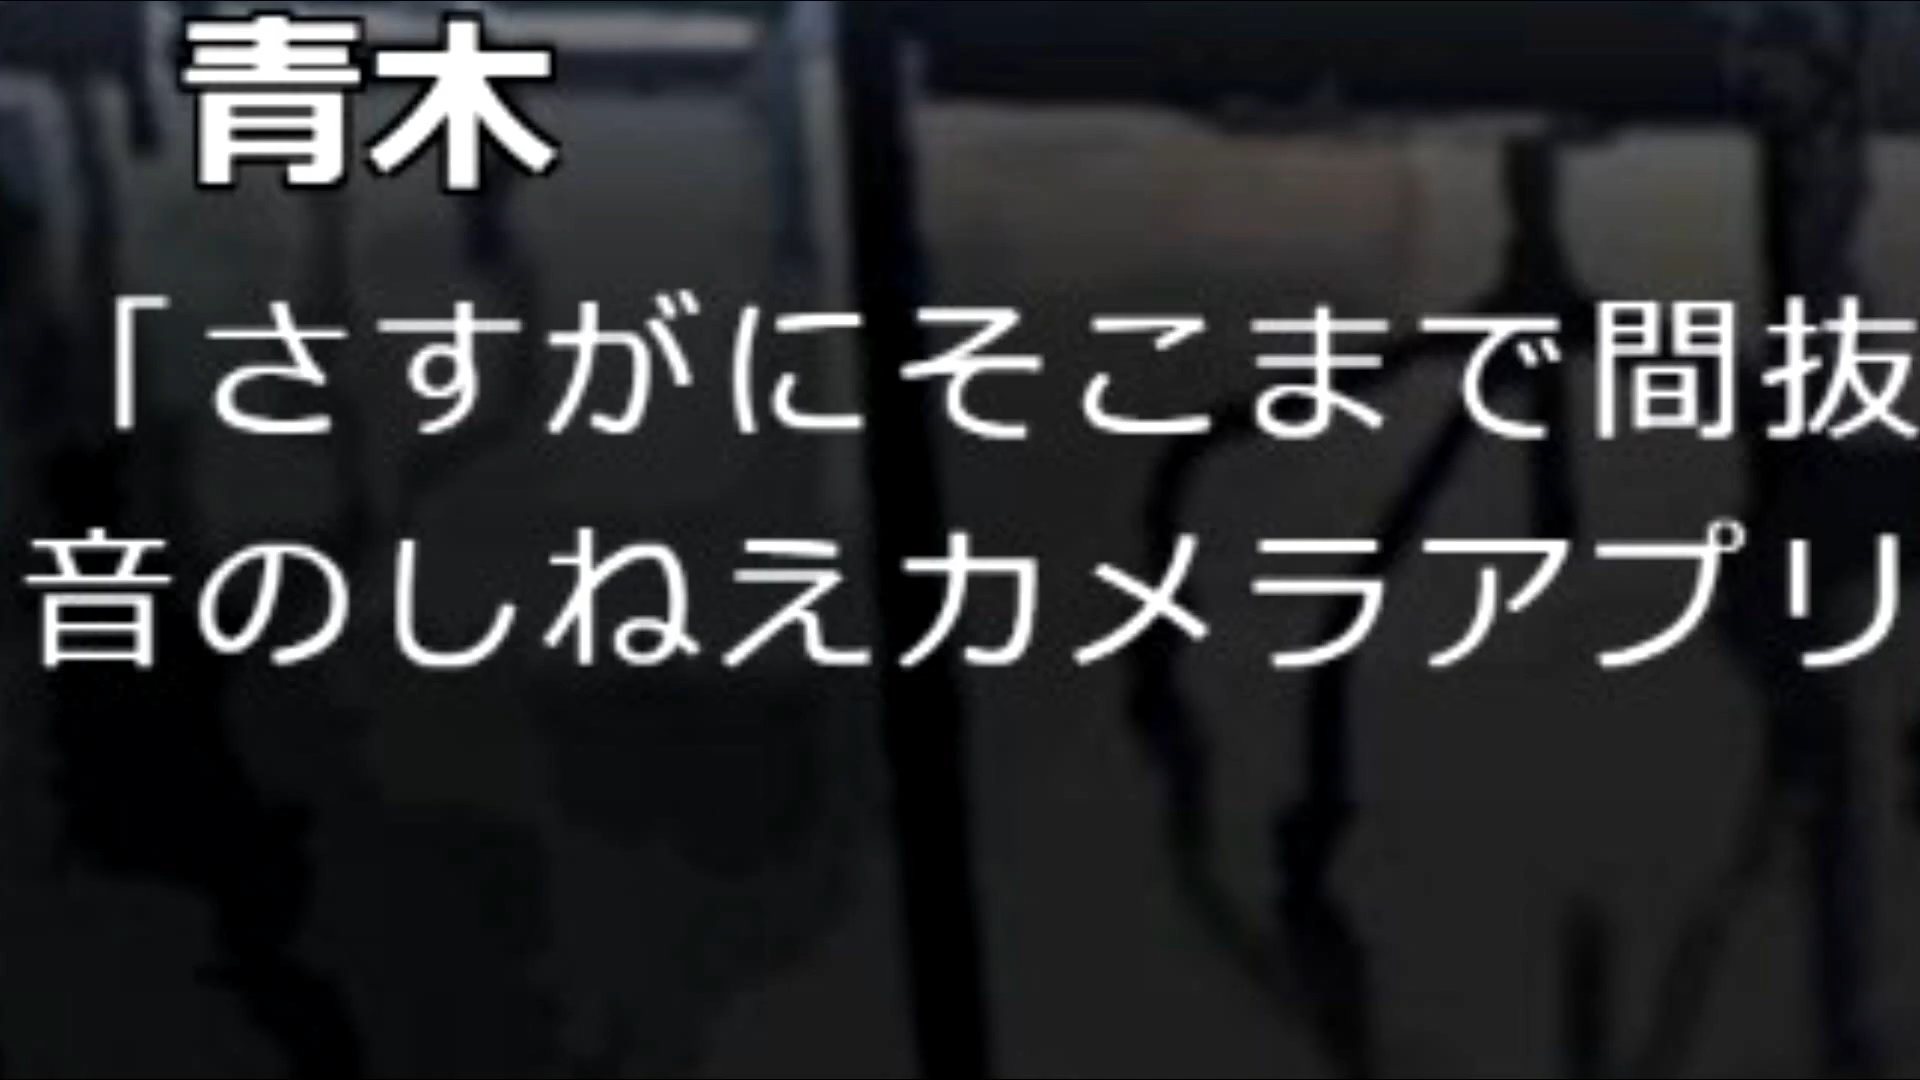 青木
「さすがにそこまで間抜
音のしねえカメラアプリ